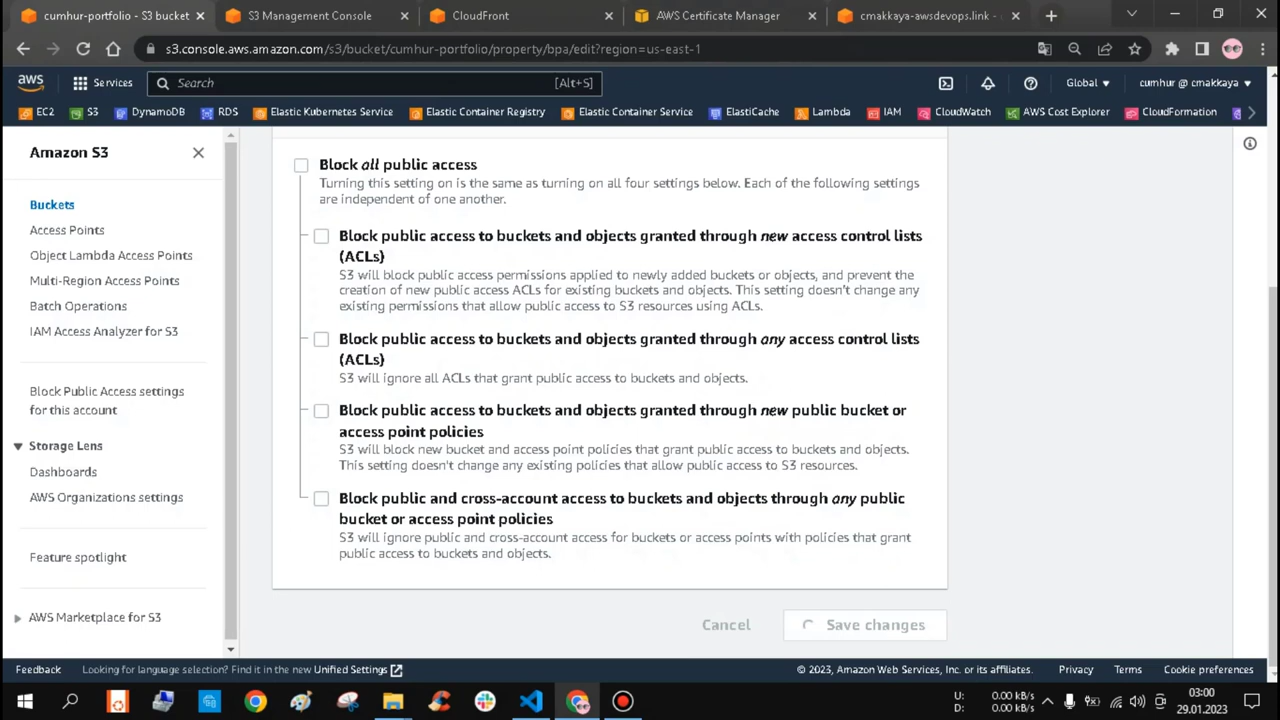 cumhur-portfolio - S3 bucket
S3 Management Console
CloudFront
AWS Certificate Manager
cmakkaya-awsdevops.link -
s3.console.aws.amazon.com/s3/bucket/cumhur-portfolio/property/bpa/edit?region=us-east-1
aws
Services
Search
[Alt+S]
Global
cumhur @ cmakkaya
EC2
S3
DynamoDB
RDS
Elastic Kubernetes Service
Elastic Container Registry
Elastic Container Service
ElastiCache
Lambda
IAM
CloudWatch
AWS Cost Explorer
CloudFormation
Amazon S3
Buckets
Access Points
Object Lambda Access Points
Multi-Region Access Points
Batch Operations
IAM Access Analyzer for S3
Block Public Access settings
for this account
Storage Lens
Dashboards
AWS Organizations settings
Feature spotlight
AWS Marketplace for S3
Block all public access
Turning this setting on is the same as turning on all four settings below. Each of the following settings
are independent of one another.
Block public access to buckets and objects granted through new access control lists
(ACLs)
S3 will block public access permissions applied to newly added buckets or objects, and prevent the
creation of new public access ACLs for existing buckets and objects. This setting doesn't change any
existing permissions that allow public access to S3 resources using ACLs.
Block public access to buckets and objects granted through any access control lists
(ACLs)
S3 will ignore all ACLs that grant public access to buckets and objects.
Block public access to buckets and objects granted through new public bucket or
access point policies
S3 will block new bucket and access point policies that grant public access to buckets and objects.
This setting doesn't change any existing policies that allow public access to S3 resources.
Block public and cross-account access to buckets and objects through any public
bucket or access point policies
S3 will ignore public and cross-account access for buckets or access points with policies that grant
public access to buckets and objects.
Cancel
Save changes
Feedback
Looking for language selection? Find it in the new Unified Settings
© 2023, Amazon Web Services, Inc. or its affiliates.
Privacy
Terms
Cookie preferences
U: 0.00 kB/s
D: 0.00 kB/s
03:00
29.01.2023